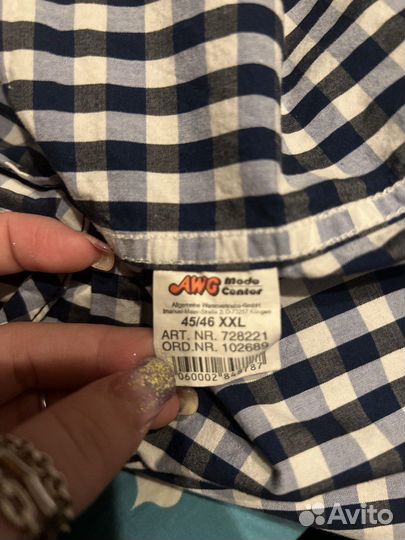 AWG Mode
Center
Allgemeine Warenvertriebs-GmbH
Imanuel-Maier-Straße 2, D-73257 Köngen
45/46 XXL
ART. NR. 728221
ORD.NR. 102689
Avito